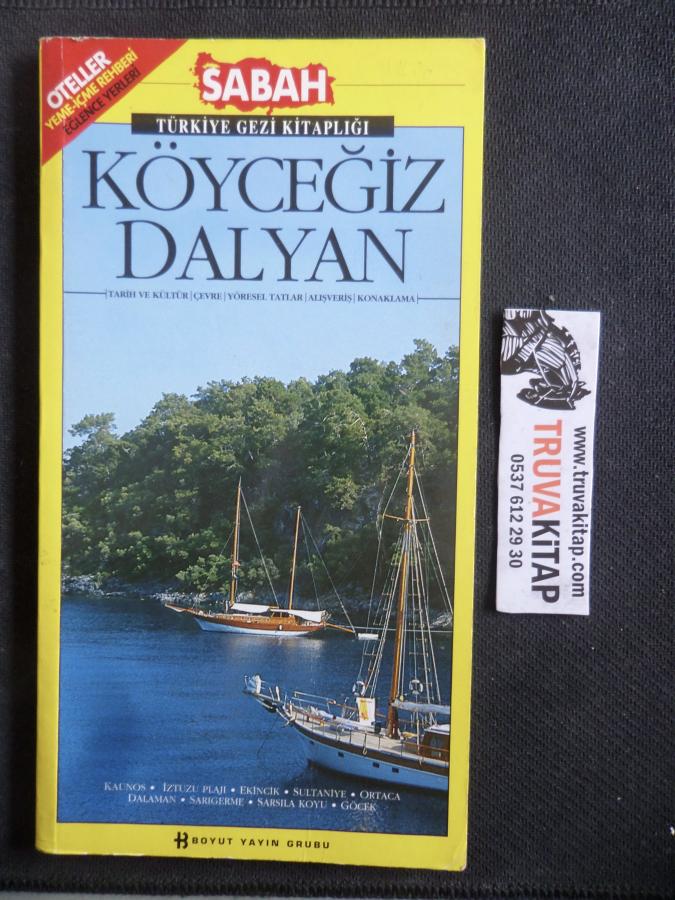 OTELLER
YEME-İÇME REHBERİ
EĞLENCE YERLERİ
SABAH
TÜRKİYE GEZİ KİTAPLIĞI
KÖYCEĞİZ
DALYAN
|TARİH VE KÜLTÜR|ÇEVRE|YÖRESEL TATLAR|ALIŞVERİŞ|KONAKLAMA|
KAUNOS • İZTUZU PLAJI • EKİNCİK • SULTANİYE • ORTACA
DALAMAN • SARIGERME • SARSILA KOYU • GÖCEK
BOYUT YAYIN GRUBU
www.truvakitap.com
TRUVAKİTAP
0537 612 29 30